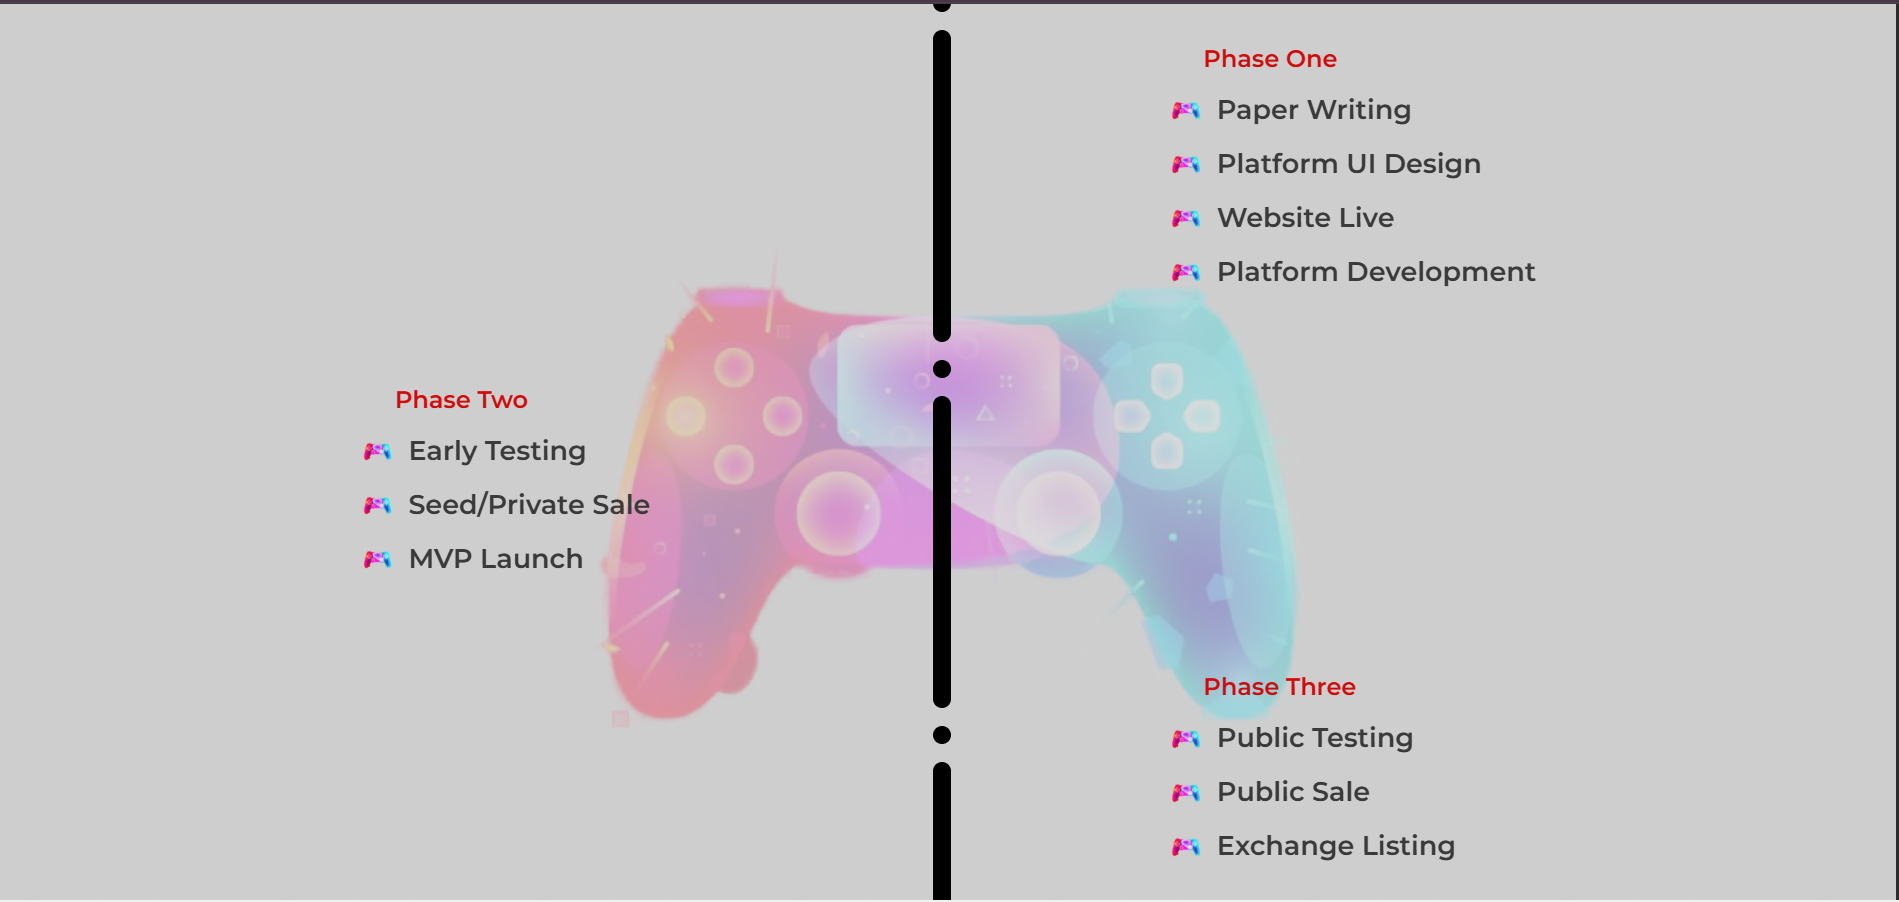 Phase One
Paper Writing
Platform UI Design
Website Live
Platform Development
Phase Two
Early Testing
Seed/Private Sale
MVP Launch
Phase Three
Public Testing
Public Sale
Exchange Listing